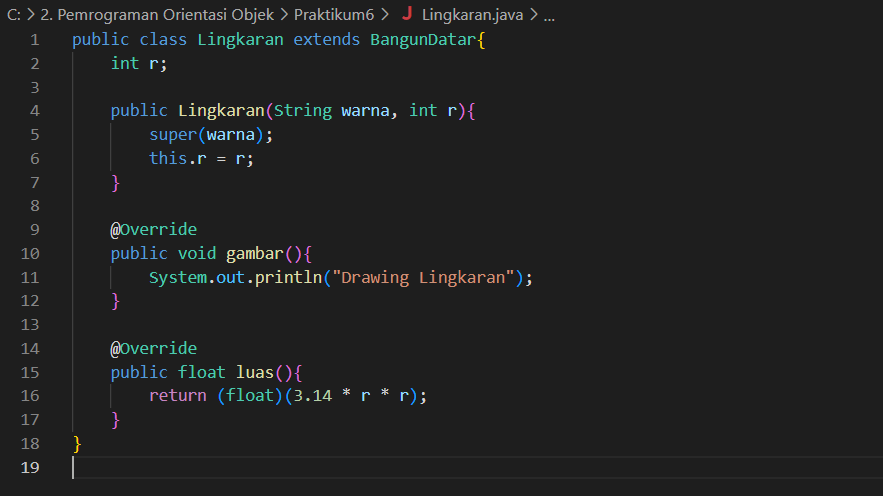 C: > 2. Pemrograman Orientasi Objek > Praktikum6 > J Lingkaran.java > ...
1 public class Lingkaran extends BangunDatar{
2     int r;
3
4     public Lingkaran(String warna, int r){
5         super(warna);
6         this.r = r;
7     }
8
9     @Override
10     public void gambar(){
11         System.out.println("Drawing Lingkaran");
12     }
13
14     @Override
15     public float luas(){
16         return (float)(3.14 * r * r);
17     }
18 }
19